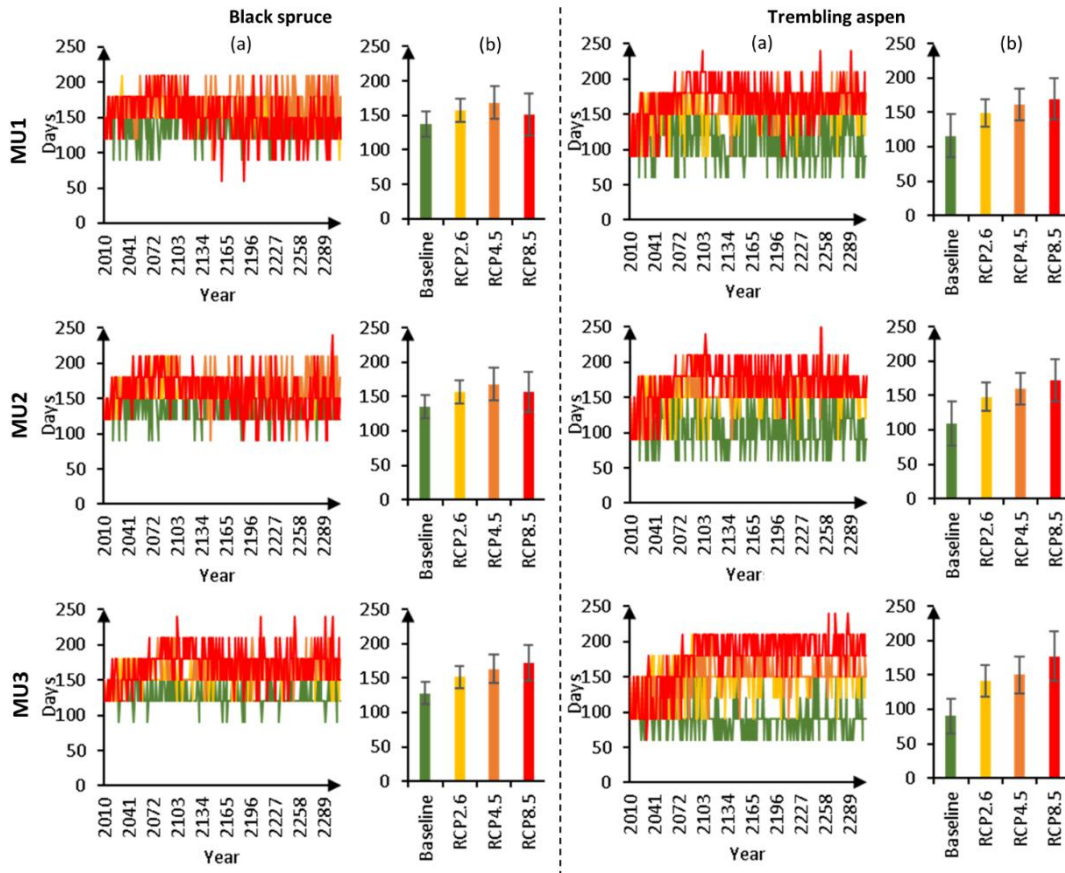 Black spruce
Trembling aspen
(a)
(b)
(a)
(b)
MU1
Days
250
200
150
100
50
0
2010
2041
2072
2103
2134
2165
2196
2227
2258
2289
Year
250
200
150
100
50
0
Baseline
RCP2.6
RCP4.5
RCP8.5
Days
250
200
150
100
50
0
2010
2041
2072
2103
2134
2165
2196
2227
2258
2289
Year
250
200
150
100
50
0
Baseline
RCP2.6
RCP4.5
RCP8.5
MU2
Days
250
200
150
100
50
0
2010
2041
2072
2103
2134
2165
2196
2227
2258
2289
Year
250
200
150
100
50
0
Baseline
RCP2.6
RCP4.5
RCP8.5
Days
250
200
150
100
50
0
2010
2041
2072
2103
2134
2165
2196
2227
2258
2289
Year
250
200
150
100
50
0
Baseline
RCP2.6
RCP4.5
RCP8.5
MU3
Days
250
200
150
100
50
0
2010
2041
2072
2103
2134
2165
2196
2227
2258
2289
Year
250
200
150
100
50
0
Baseline
RCP2.6
RCP4.5
RCP8.5
Days
250
200
150
100
50
0
2010
2041
2072
2103
2134
2165
2196
2227
2258
2289
Year
250
200
150
100
50
0
Baseline
RCP2.6
RCP4.5
RCP8.5